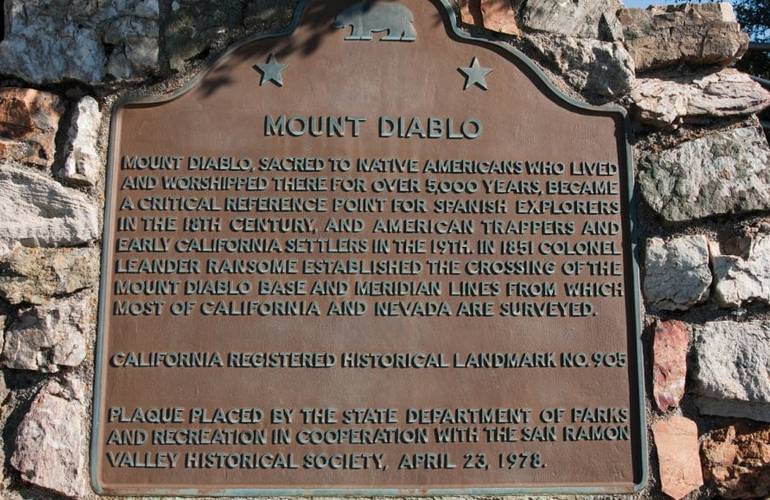 MOUNT DIABLO
MOUNT DIABLO, SACRED TO NATIVE AMERICANS WHO LIVED
AND WORSHIPPED THERE FOR OVER 5,000 YEARS, BECAME
A CRITICAL REFERENCE POINT FOR SPANISH EXPLORERS
IN THE 18TH CENTURY, AND AMERICAN TRAPPERS AND
EARLY CALIFORNIA SETTLERS IN THE 19TH. IN 1851 COLONEL
LEANDER RANSOME ESTABLISHED THE CROSSING OF THE
MOUNT DIABLO BASE AND MERIDIAN LINES FROM WHICH
MOST OF CALIFORNIA AND NEVADA ARE SURVEYED.
CALIFORNIA REGISTERED HISTORICAL LANDMARK NO. 905
PLAQUE PLACED BY THE STATE DEPARTMENT OF PARKS
AND RECREATION IN COOPERATION WITH THE SAN RAMON
VALLEY HISTORICAL SOCIETY, APRIL 23, 1978.